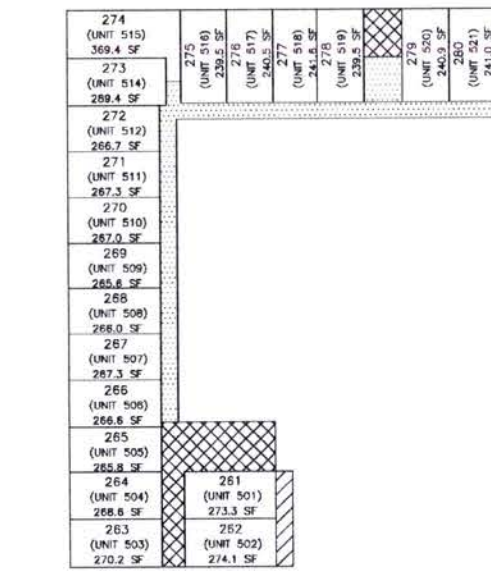 274
(UNIT 515)
369.4 SF
273
(UNIT 514)
289.4 SF
272
(UNIT 512)
266.7 SF
271
(UNIT 511)
267.3 SF
270
(UNIT 510)
267.0 SF
269
(UNIT 509)
265.6 SF
268
(UNIT 508)
266.0 SF
267
(UNIT 507)
267.3 SF
266
(UNIT 506)
266.6 SF
265
(UNIT 505)
265.8 SF
264
(UNIT 504)
268.6 SF
263
(UNIT 503)
270.2 SF
261
(UNIT 501)
273.3 SF
262
(UNIT 502)
274.1 SF
275
(UNIT 516)
239.5 SF
276
(UNIT 517)
240.5 SF
277
(UNIT 518)
241.6 SF
278
(UNIT 519)
239.5 SF
279
(UNIT 520)
240.9 SF
280
(UNIT 521)
241.0 SF